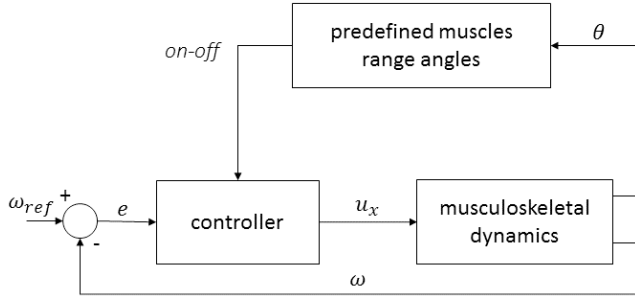 predefined muscles
range angles
θ
on-off
ω_ref
+
-
e
controller
u_x
musculoskeletal
dynamics
ω